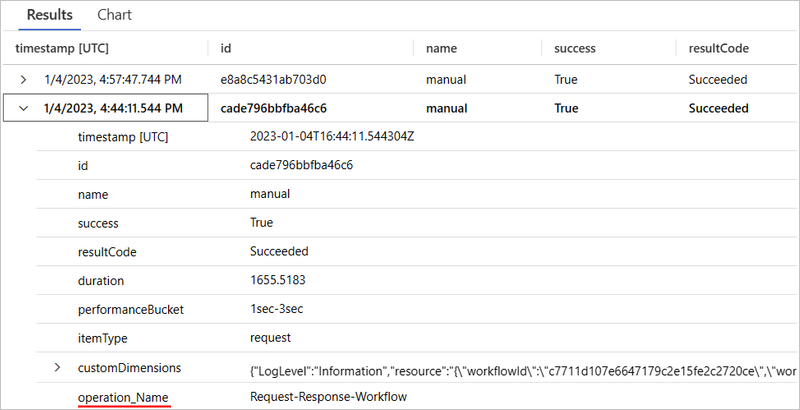 Results Chart
timestamp [UTC] id name success resultCode
1/4/2023, 4:57:47.744 PM e8a8c5431ab703d0 manual True Succeeded
1/4/2023, 4:44:11.544 PM cade796bbfba46c6 manual True Succeeded
timestamp [UTC] 2023-01-04T16:44:11.544304Z
id cade796bbfba46c6
name manual
success True
resultCode Succeeded
duration 1655.5183
performanceBucket 1sec-3sec
itemType request
customDimensions {"LogLevel":"Information","resource":"{\"workflowId\":\"c7711d107e6647179c2e15fe2c2720ce\",\"wor
operation_Name Request-Response-Workflow